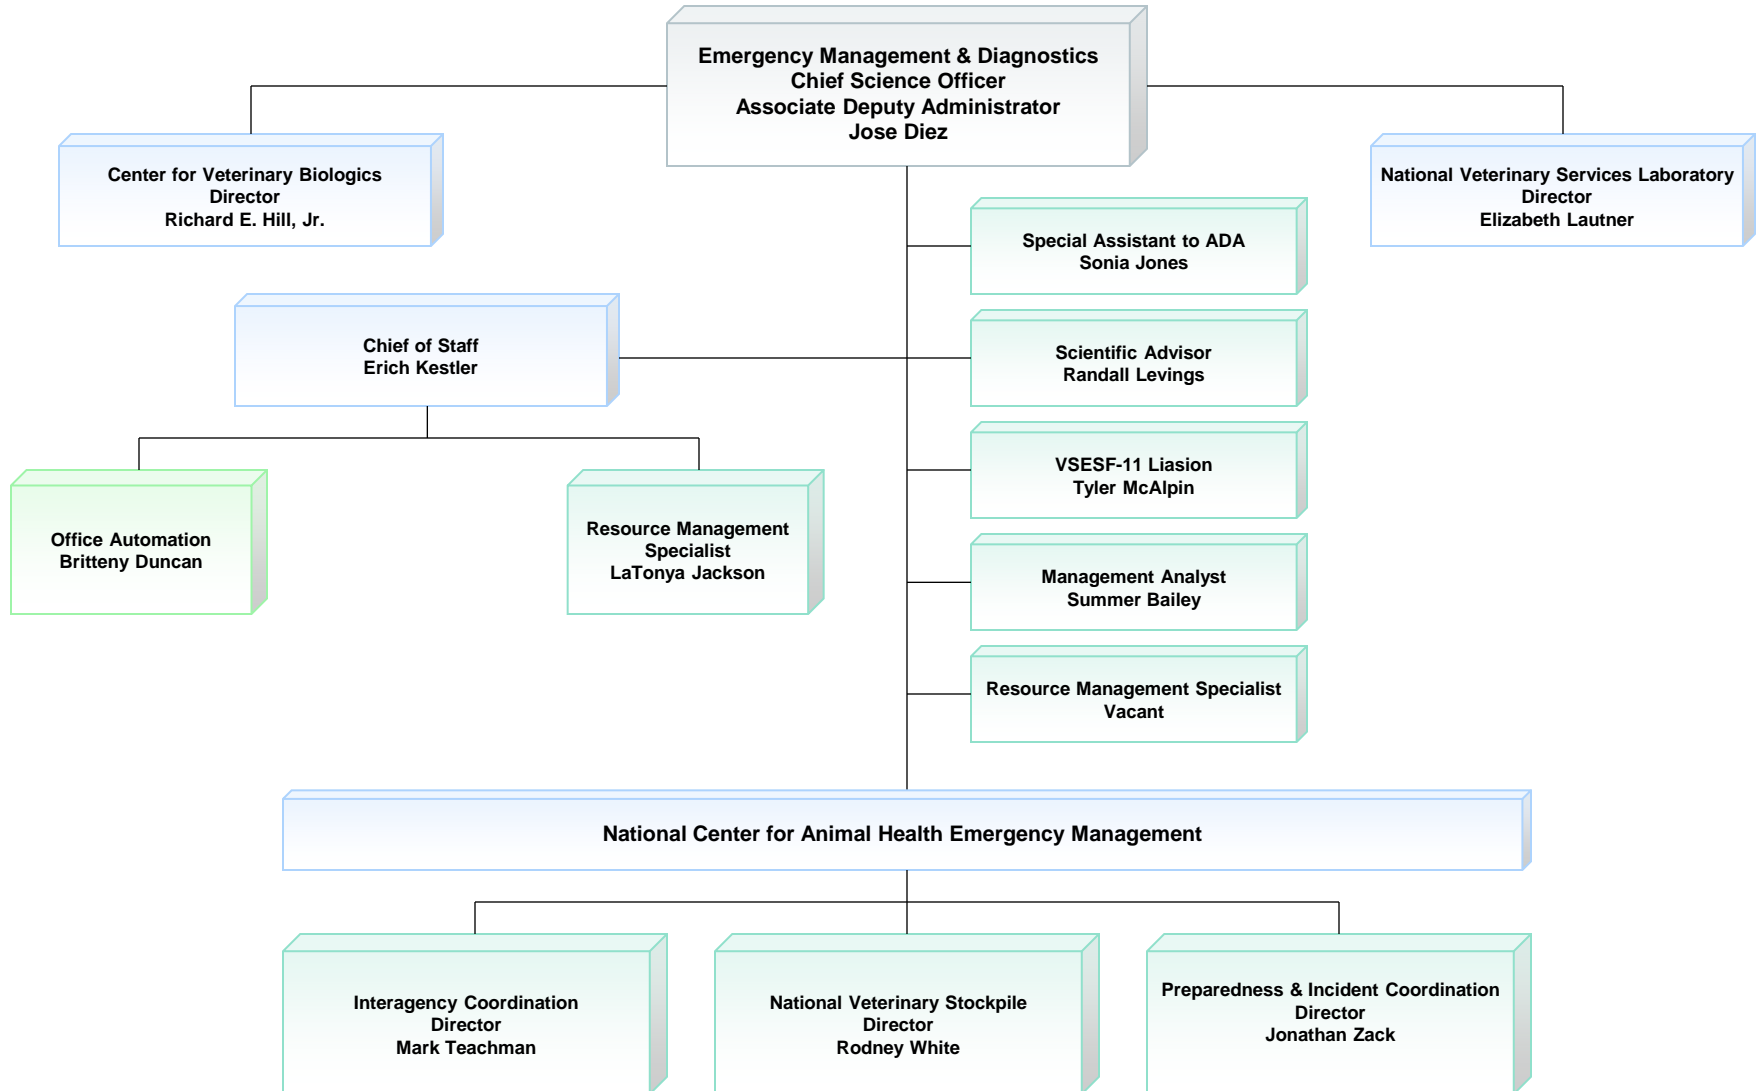 Emergency Management & Diagnostics
Chief Science Officer
Associate Deputy Administrator
Jose Diez
Center for Veterinary Biologics
Director
Richard E. Hill, Jr.
National Veterinary Services Laboratory
Director
Elizabeth Lautner
Special Assistant to ADA
Sonia Jones
Chief of Staff
Erich Kestler
Scientific Advisor
Randall Levings
VSESF-11 Liasion
Tyler McAlpin
Office Automation
Britteny Duncan
Resource Management
Specialist
LaTonya Jackson
Management Analyst
Summer Bailey
Resource Management Specialist
Vacant
National Center for Animal Health Emergency Management
Interagency Coordination
Director
Mark Teachman
National Veterinary Stockpile
Director
Rodney White
Preparedness & Incident Coordination
Director
Jonathan Zack